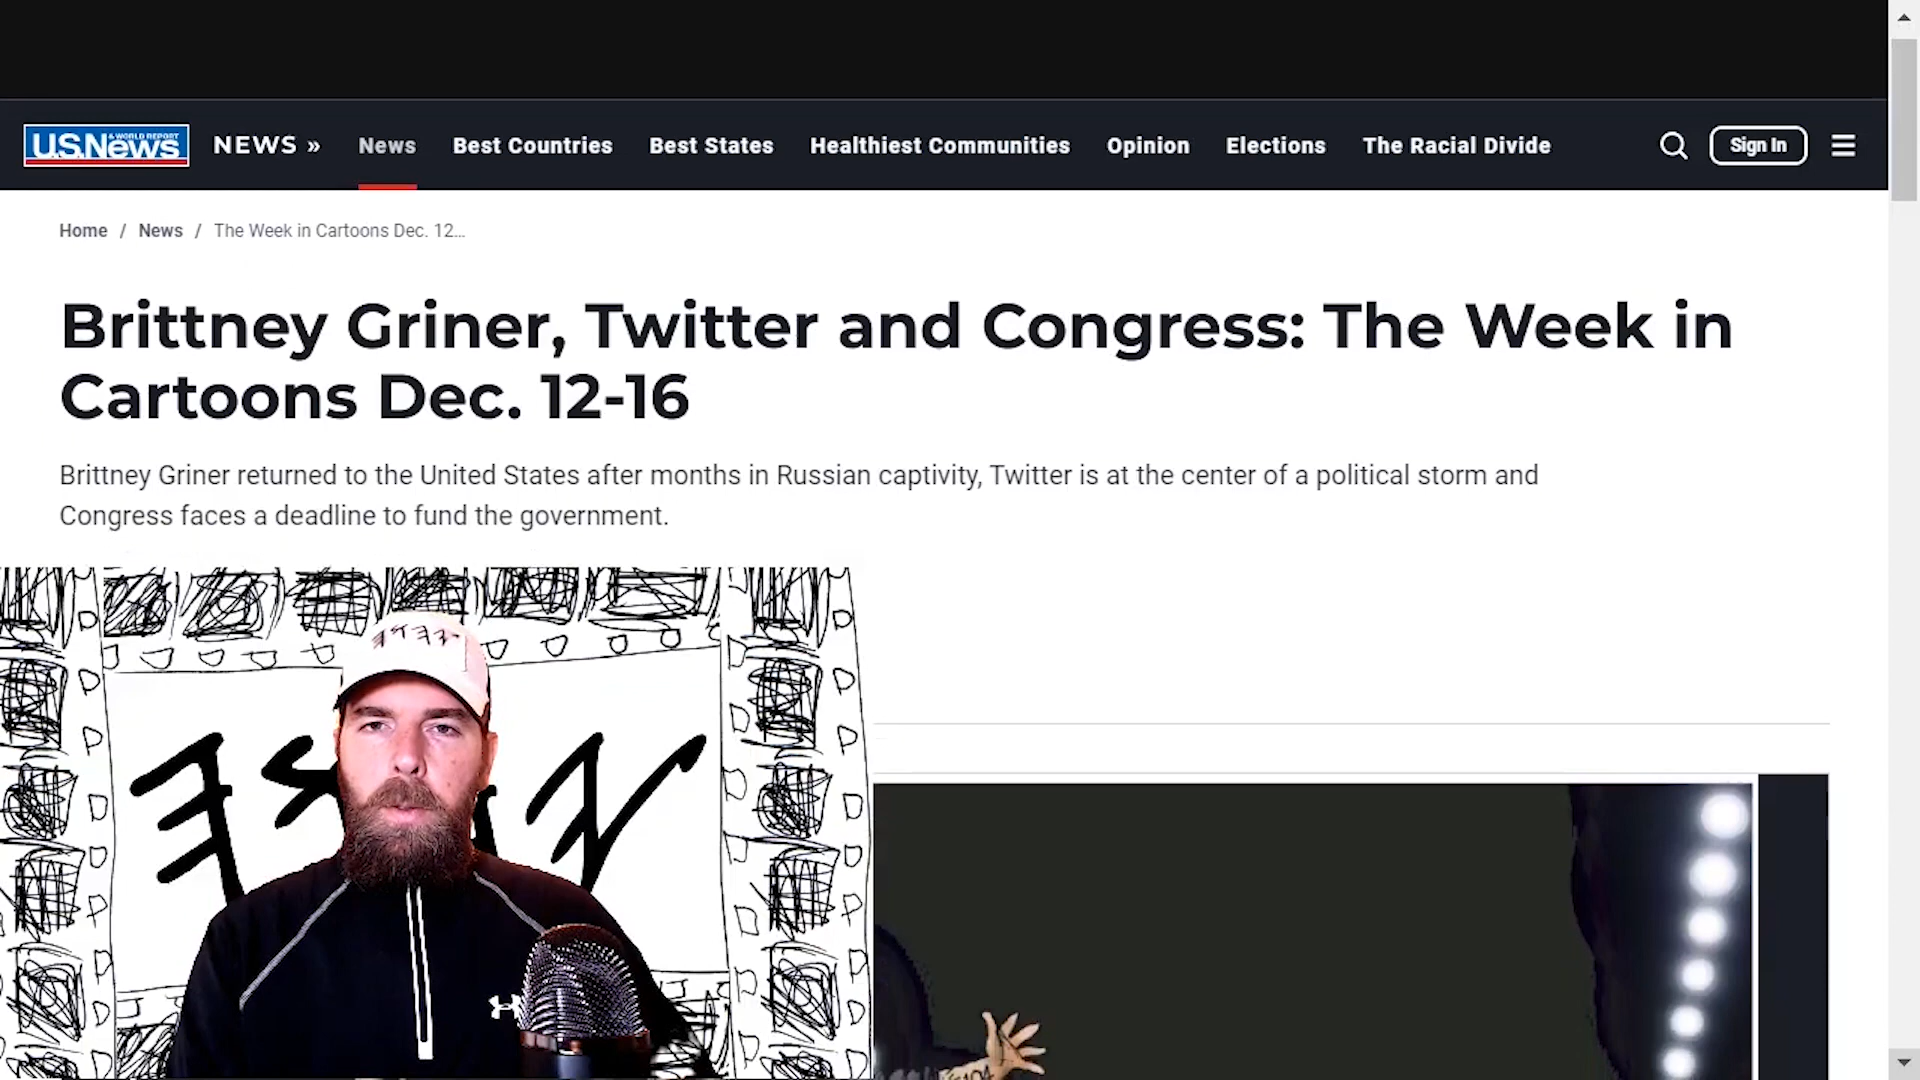 U.S.News
& WORLD REPORT
NEWS »
News
Best Countries
Best States
Healthiest Communities
Opinion
Elections
The Racial Divide
Sign In
Home / News / The Week in Cartoons Dec. 12...
Brittney Griner, Twitter and Congress: The Week in
Cartoons Dec. 12-16
Brittney Griner returned to the United States after months in Russian captivity, Twitter is at the center of a political storm and
Congress faces a deadline to fund the government.